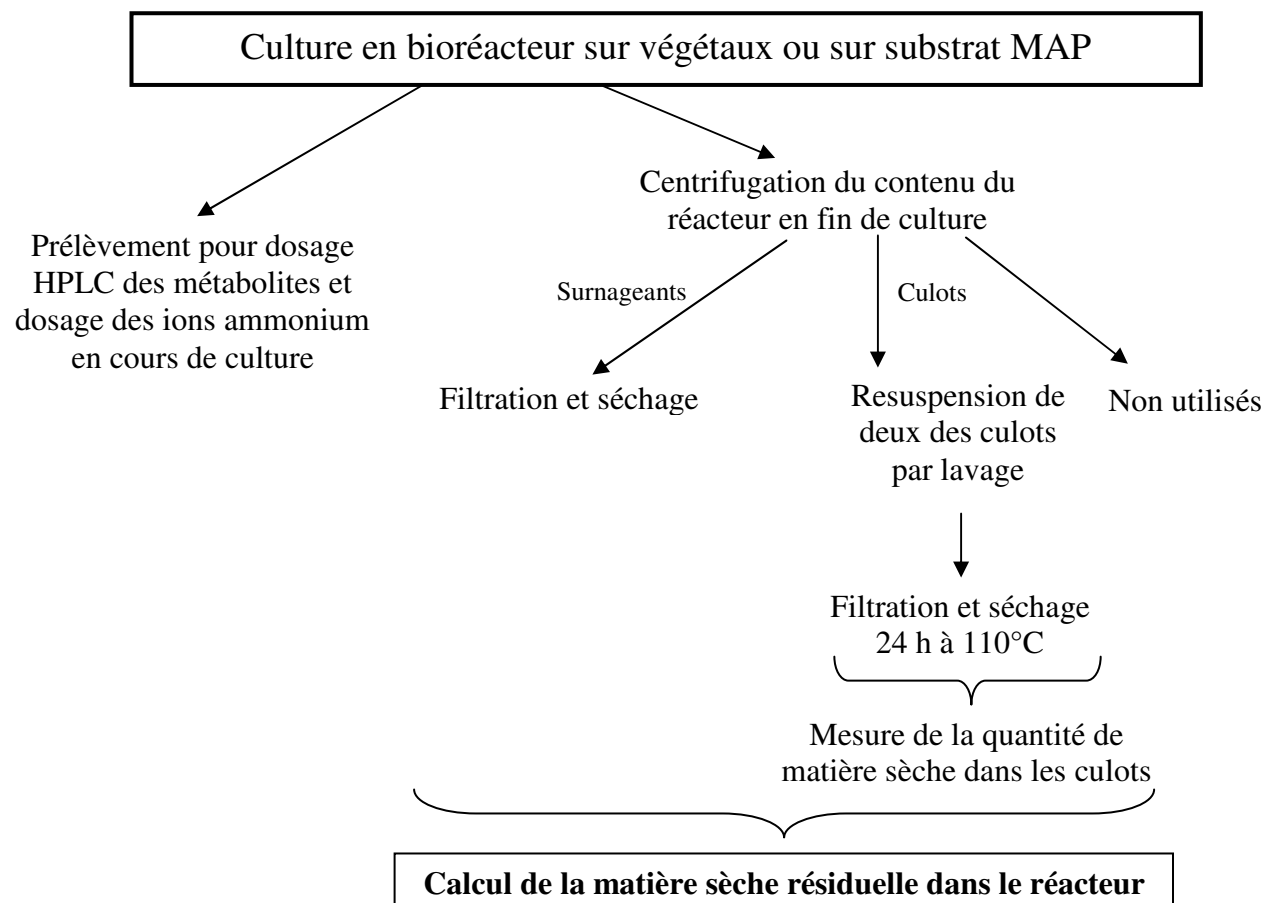 Culture en bioréacteur sur végétaux ou sur substrat MAP
Prélèvement pour dosage
HPLC des métabolites et
dosage des ions ammonium
en cours de culture
Centrifugation du contenu du
réacteur en fin de culture
Surnageants
Culots
Filtration et séchage
Resuspension de
deux des culots
par lavage
Non utilisés
Filtration et séchage
24 h à 110°C
Mesure de la quantité de
matière sèche dans les culots
Calcul de la matière sèche résiduelle dans le réacteur